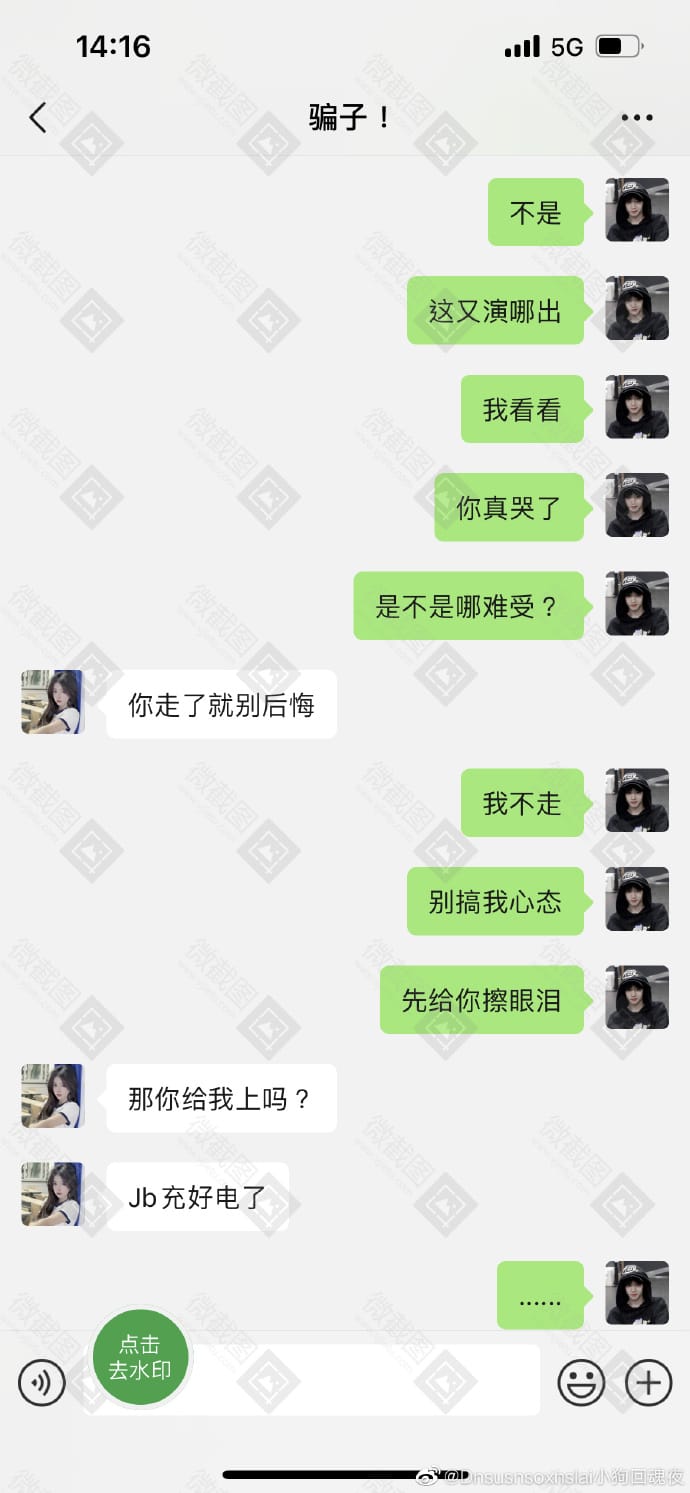 14:16
5G
骗子！
不是
这又演哪出
我看看
你真哭了
是不是哪难受？
你走了就别后悔
我不走
别搞我心态
先给你擦眼泪
那你给我上吗？
Jb充好电了
......
点击
去水印
微截图
@Dnsusnsoxhslai小狗回魂夜